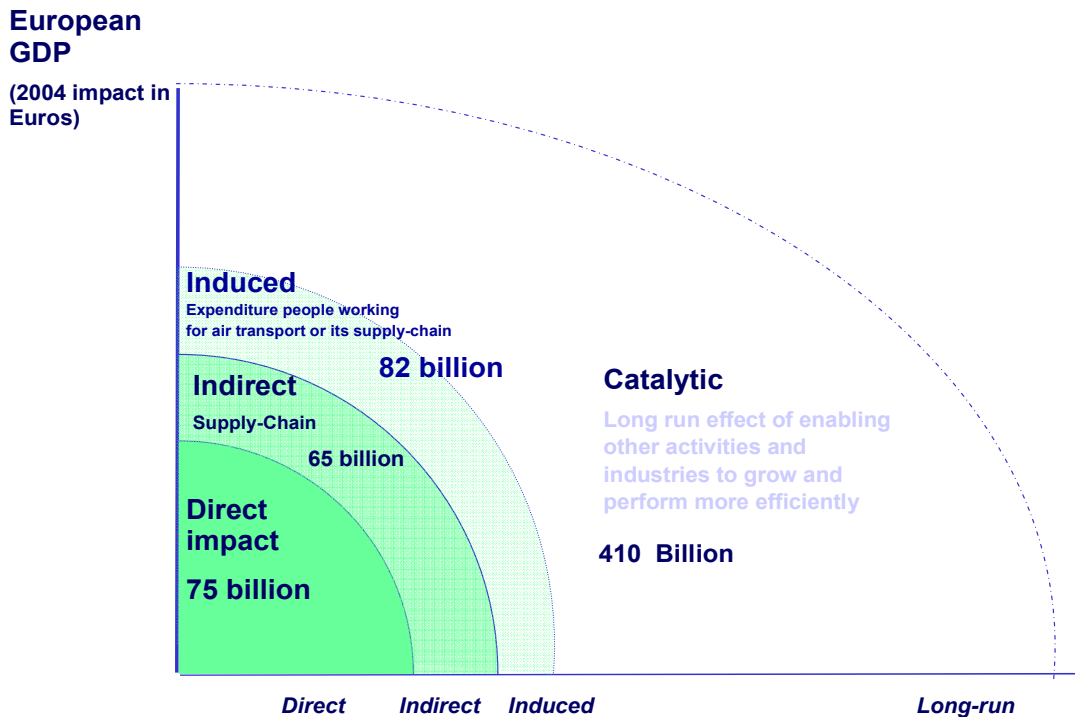 European
GDP
(2004 impact in
Euros)
Induced
Expenditure people working
for air transport or its supply-chain
82 billion
Indirect
Supply-Chain
65 billion
Direct
impact
75 billion
Catalytic
Long run effect of enabling
other activities and
industries to grow and
perform more efficiently
410 Billion
Direct
Indirect
Induced
Long-run